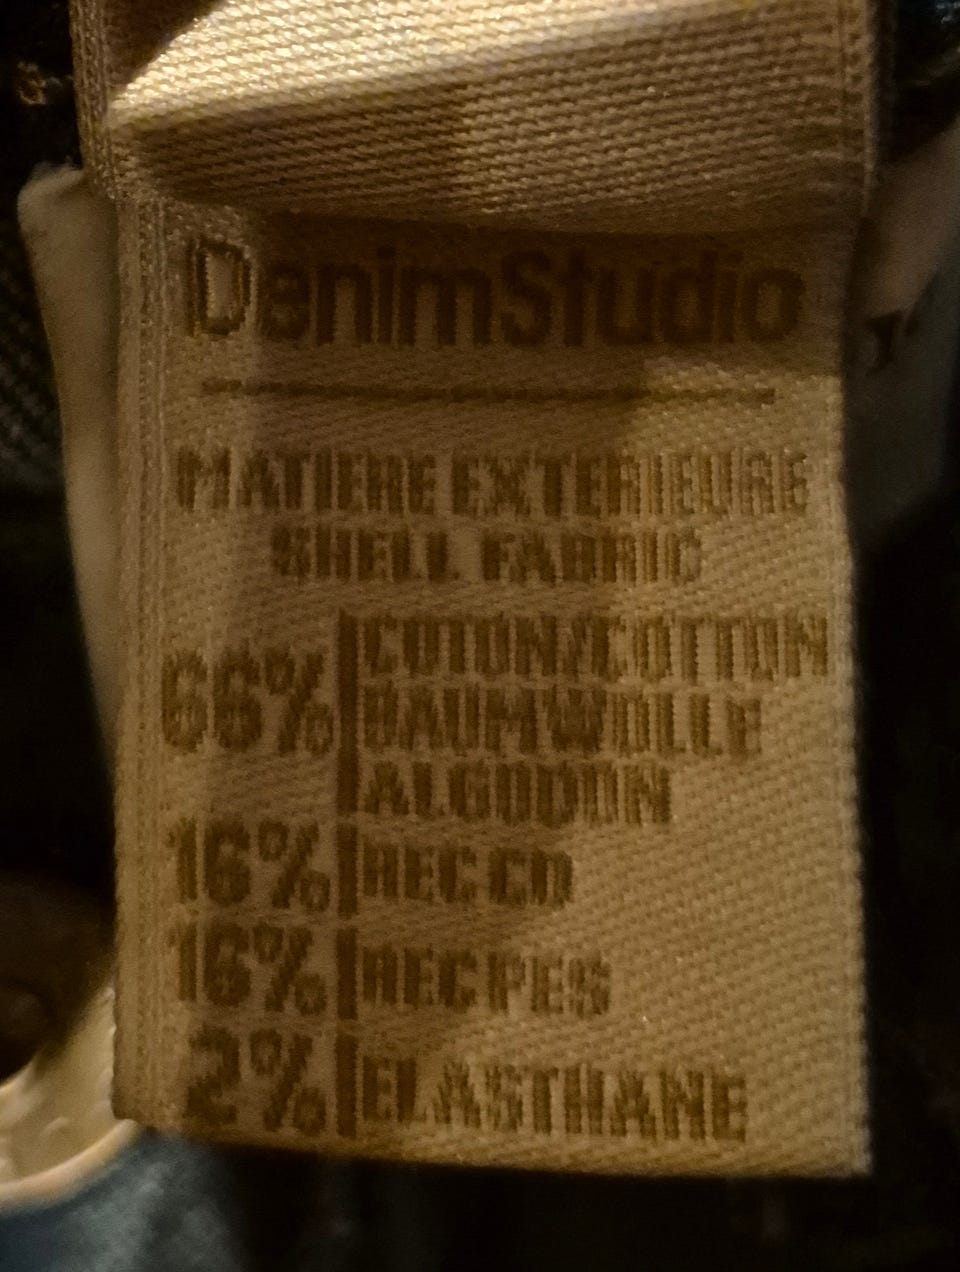 DenimStudio
MATIERE EXTERIEURE
SHELL FABRIC
66% COTON/COTTON
BAUMWOLLE
ALGODON
16% REC CO
16% REC PES
2% ELASTHANE